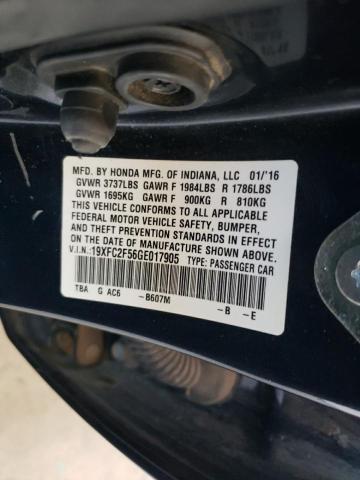 MFD. BY HONDA MFG. OF INDIANA, LLC 01/'16
GVWR 3737LBS GAWR F 1984LBS R 1786LBS
GVWR 1695KG GAWR F 900KG R 810KG
THIS VEHICLE CONFORMS TO ALL APPLICABLE
FEDERAL MOTOR VEHICLE SAFETY, BUMPER,
AND THEFT PREVENTION STANDARDS IN EFFECT
ON THE DATE OF MANUFACTURE SHOWN ABOVE.
V.I.N.:19XFC2F56GE017905 TYPE: PASSENGER CAR
TBA G AC6 -B607M -B -E